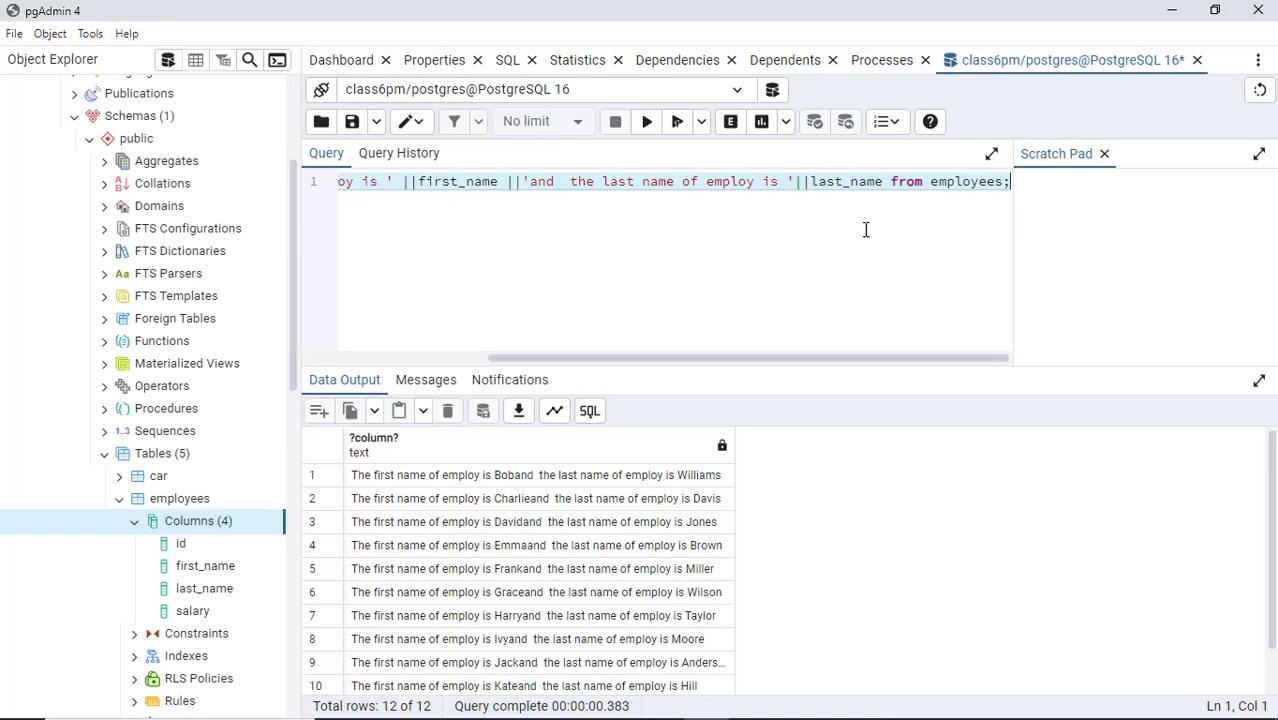 pgAdmin 4
File Object Tools Help
Object Explorer
Dashboard Properties SQL Statistics Dependencies Dependents Processes class6pm/postgres@PostgreSQL 16*
class6pm/postgres@PostgreSQL 16
No limit
Query Query History
Scratch Pad
1 oy is ' ||first_name ||'and  the last name of employ is '||last_name from employees;
Publications
Schemas (1)
public
Aggregates
Collations
Domains
FTS Configurations
FTS Dictionaries
FTS Parsers
FTS Templates
Foreign Tables
Functions
Materialized Views
Operators
Procedures
1..3 Sequences
Tables (5)
car
employees
Columns (4)
id
first_name
last_name
salary
Constraints
Indexes
RLS Policies
Rules
Data Output Messages Notifications
SQL
?column?
text
1 The first name of employ is Boband  the last name of employ is Williams
2 The first name of employ is Charlieand  the last name of employ is Davis
3 The first name of employ is Davidand  the last name of employ is Jones
4 The first name of employ is Emmaand  the last name of employ is Brown
5 The first name of employ is Frankand  the last name of employ is Miller
6 The first name of employ is Graceand  the last name of employ is Wilson
7 The first name of employ is Harryand  the last name of employ is Taylor
8 The first name of employ is Ivyand  the last name of employ is Moore
9 The first name of employ is Jackand  the last name of employ is Anders...
10 The first name of employ is Kateand  the last name of employ is Hill
Total rows: 12 of 12 Query complete 00:00:00.383 Ln 1, Col 1